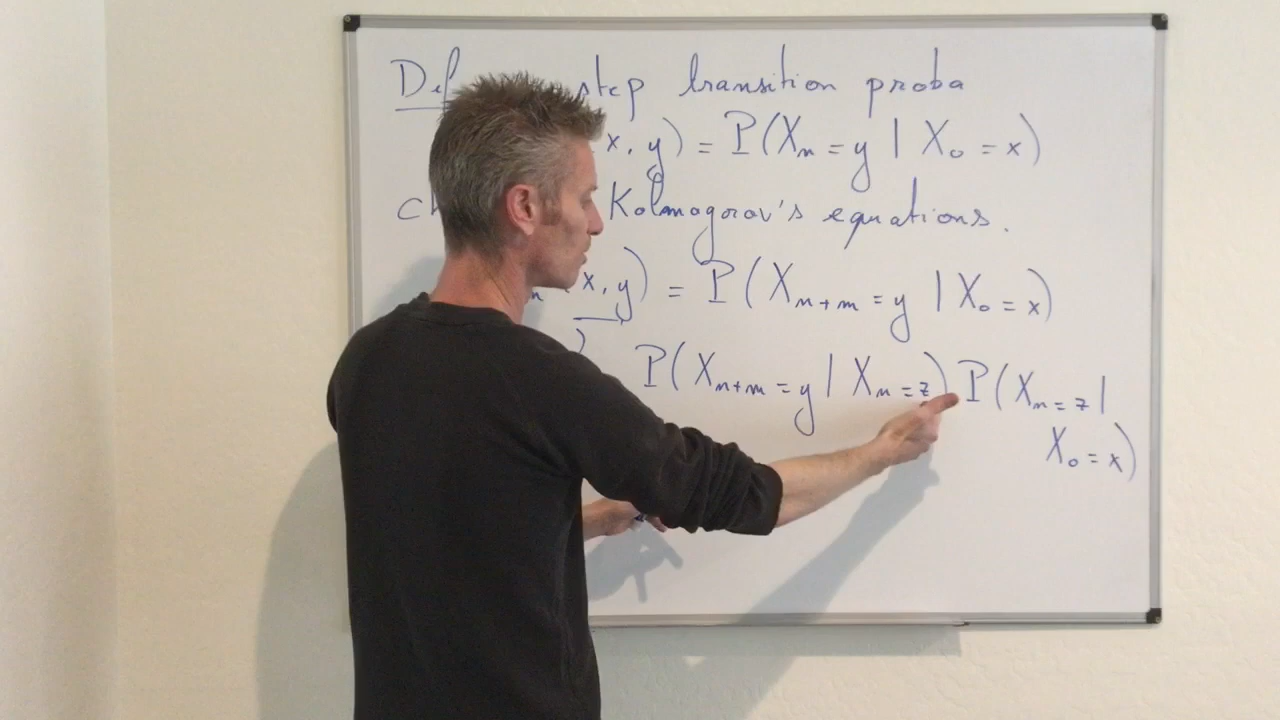 Def step transition proba
x, y) = P(Xₙ = y | X₀ = x)
Kolmogorov's equations.
(x, y) = P(Xₙ₊ₘ = y | X₀ = x)
P(Xₙ₊ₘ = y | Xₙ = z) P(Xₙ = z |
X₀ = x)